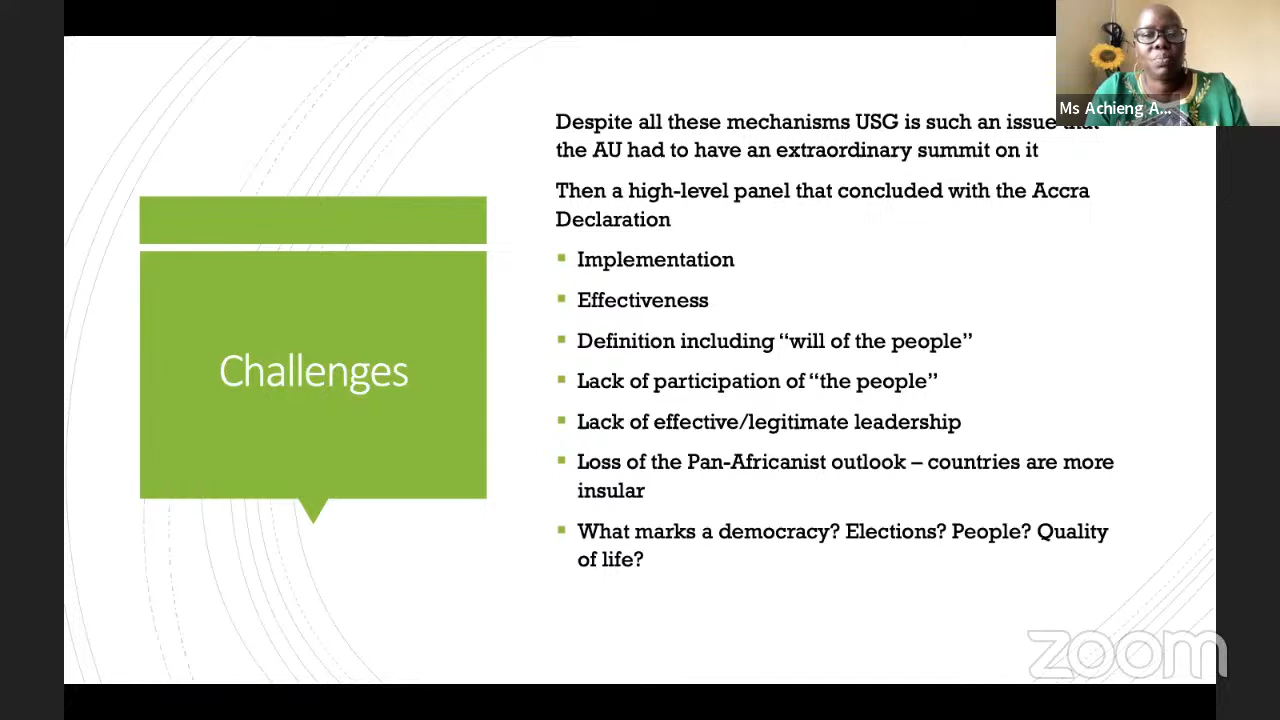 Ms Achieng A...
Despite all these mechanisms USG is such an issue that
the AU had to have an extraordinary summit on it
Then a high-level panel that concluded with the Accra
Declaration
Implementation
Effectiveness
Definition including “will of the people”
Lack of participation of “the people”
Lack of effective/legitimate leadership
Loss of the Pan-Africanist outlook – countries are more
insular
What marks a democracy? Elections? People? Quality
of life?
Challenges
zoom